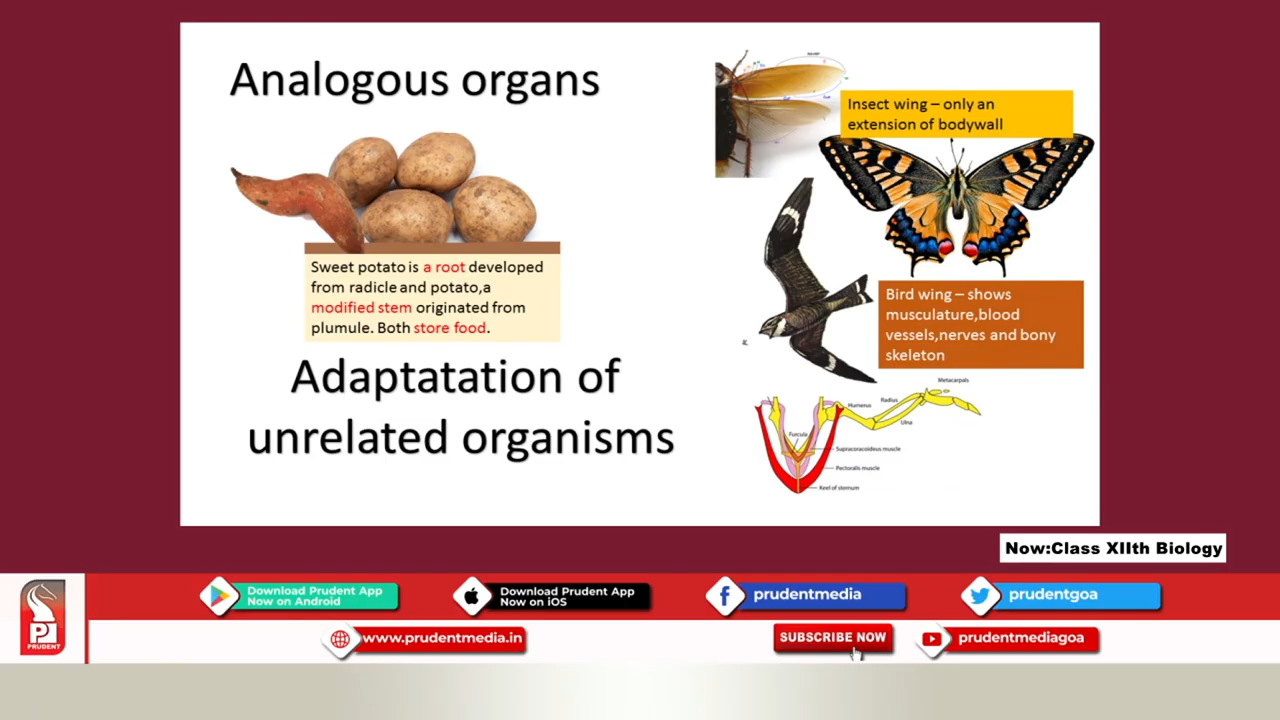 Analogous organs
Sweet potato is a root developed
from radicle and potato,a
modified stem originated from
plumule. Both store food.
Adaptatation of
unrelated organisms
Insect wing – only an
extension of bodywall
Bird wing – shows
musculature,blood
vessels,nerves and bony
skeleton
Metacarpals
Radius
Humerus
Ulna
Furcula
Supracoracoideus muscle
Pectoralis muscle
Keel of sternum
Now:Class XIIth Biology
PRUDENT
Download Prudent App
Now on Android
Download Prudent App
Now on iOS
prudentmedia
prudentgoa
www.prudentmedia.in
SUBSCRIBE NOW
prudentmediagoa